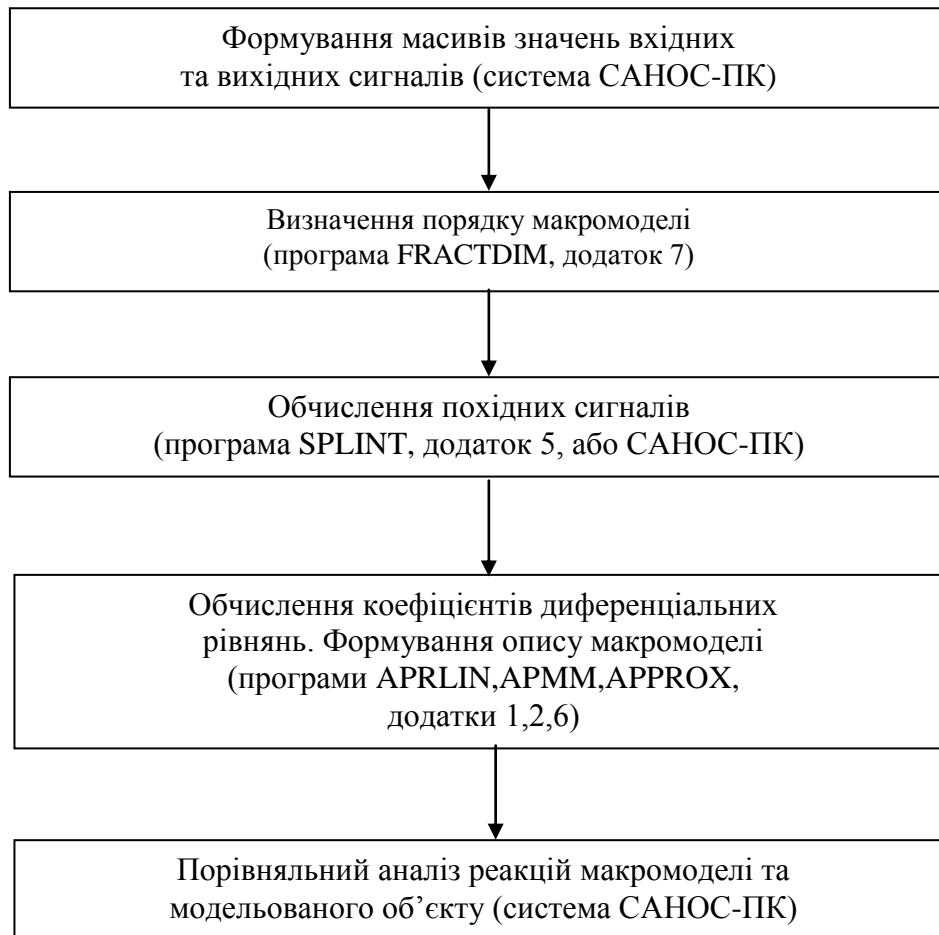 Формування масивів значень вхідних
та вихідних сигналів (система САНОС-ПК)
Визначення порядку макромоделі
(програма FRACTDIM, додаток 7)
Обчислення похідних сигналів
(програма SPLINT, додаток 5, або САНОС-ПК)
Обчислення коефіцієнтів диференціальних
рівнянь. Формування опису макромоделі
(програми APRLIN,APMM,APPROX,
додатки 1,2,6)
Порівняльний аналіз реакцій макромоделі та
модельованого об’єкту (система САНОС-ПК)